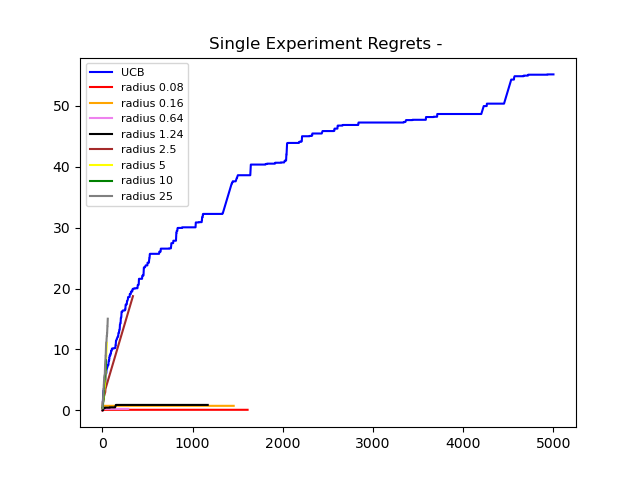 Single Experiment Regrets -
UCB
radius 0.08
radius 0.16
radius 0.64
radius 1.24
radius 2.5
radius 5
radius 10
radius 25
50
40
30
20
10
0
0 1000 2000 3000 4000 5000